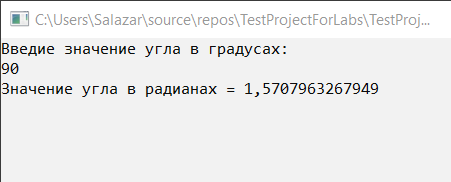 C:\Users\Salazar\source\repos\TestProjectForLabs\TestProj...
Введие значение угла в градусах:
90
Значение угла в радианах = 1,5707963267949